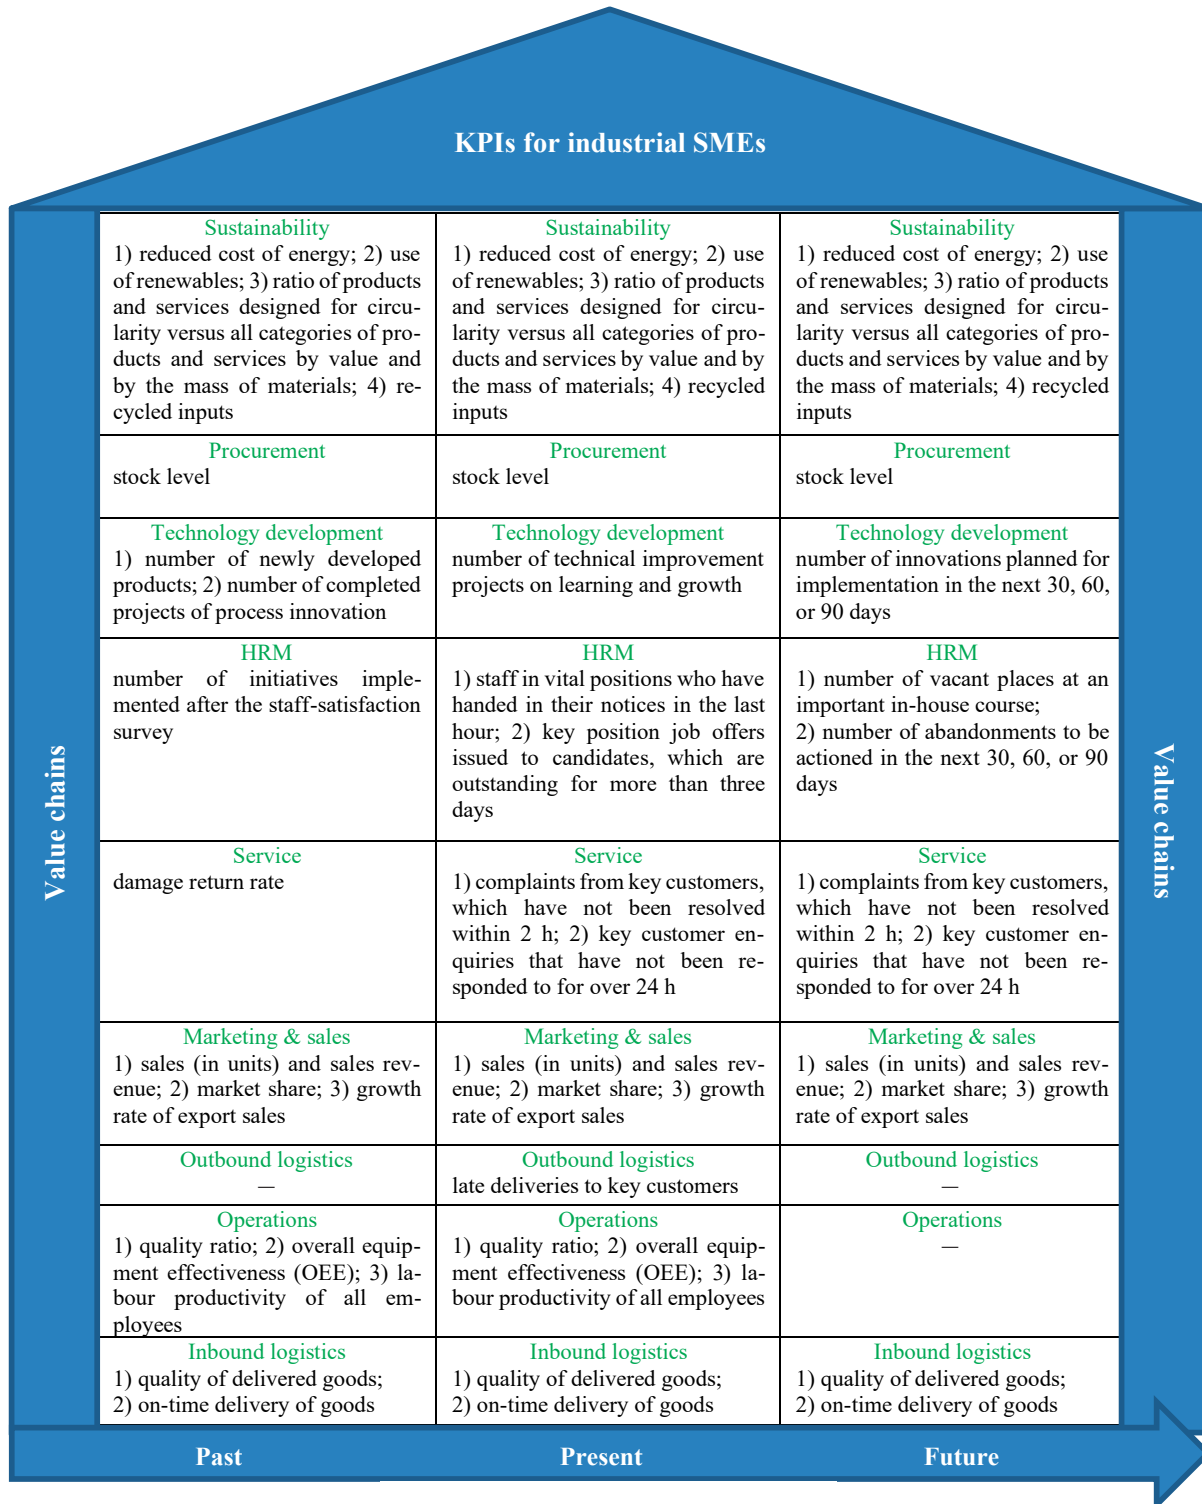 KPIs for industrial SMEs
Value chains
Sustainability
1) reduced cost of energy; 2) use
of renewables; 3) ratio of products
and services designed for circu-
larity versus all categories of pro-
ducts and services by value and
by the mass of materials; 4) re-
cycled inputs
Sustainability
1) reduced cost of energy; 2) use
of renewables; 3) ratio of products
and services designed for circu-
larity versus all categories of pro-
ducts and services by value and by
the mass of materials; 4) recycled
inputs
Sustainability
1) reduced cost of energy; 2) use
of renewables; 3) ratio of products
and services designed for circu-
larity versus all categories of pro-
ducts and services by value and by
the mass of materials; 4) recycled
inputs
Procurement
stock level
Procurement
stock level
Procurement
stock level
Technology development
1) number of newly developed
products; 2) number of completed
projects of process innovation
Technology development
number of technical improvement
projects on learning and growth
Technology development
number of innovations planned for
implementation in the next 30, 60,
or 90 days
HRM
number of initiatives imple-
mented after the staff-satisfaction
survey
HRM
1) staff in vital positions who have
handed in their notices in the last
hour; 2) key position job offers
issued to candidates, which are
outstanding for more than three
days
HRM
1) number of vacant places at an
important in-house course;
2) number of abandonments to be
actioned in the next 30, 60, or 90
days
Service
damage return rate
Service
1) complaints from key customers,
which have not been resolved
within 2 h; 2) key customer en-
quiries that have not been re-
sponded to for over 24 h
Service
1) complaints from key customers,
which have not been resolved
within 2 h; 2) key customer en-
quiries that have not been re-
sponded to for over 24 h
Marketing & sales
1) sales (in units) and sales rev-
enue; 2) market share; 3) growth
rate of export sales
Marketing & sales
1) sales (in units) and sales rev-
enue; 2) market share; 3) growth
rate of export sales
Marketing & sales
1) sales (in units) and sales rev-
enue; 2) market share; 3) growth
rate of export sales
Outbound logistics
—
Outbound logistics
late deliveries to key customers
Outbound logistics
—
Operations
1) quality ratio; 2) overall equip-
ment effectiveness (OEE); 3) la-
bour productivity of all em-
ployees
Operations
1) quality ratio; 2) overall equip-
ment effectiveness (OEE); 3) la-
bour productivity of all employees
Operations
—
Inbound logistics
1) quality of delivered goods;
2) on-time delivery of goods
Inbound logistics
1) quality of delivered goods;
2) on-time delivery of goods
Inbound logistics
1) quality of delivered goods;
2) on-time delivery of goods
Value chains
Past
Present
Future